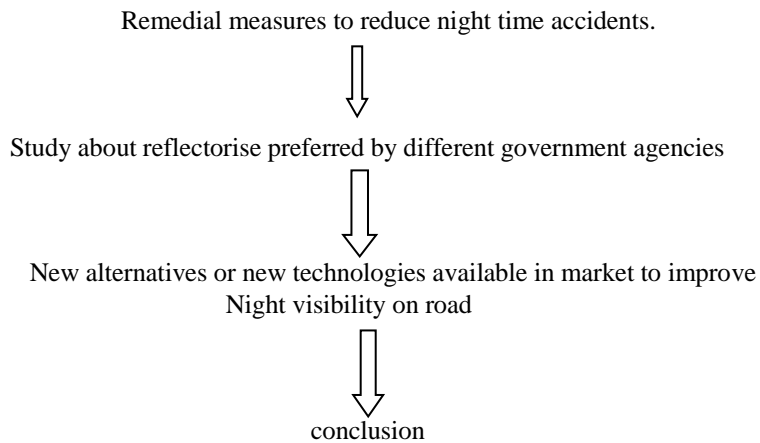 Remedial measures to reduce night time accidents.
Study about reflectorise preferred by different government agencies
New alternatives or new technologies available in market to improve
Night visibility on road
conclusion